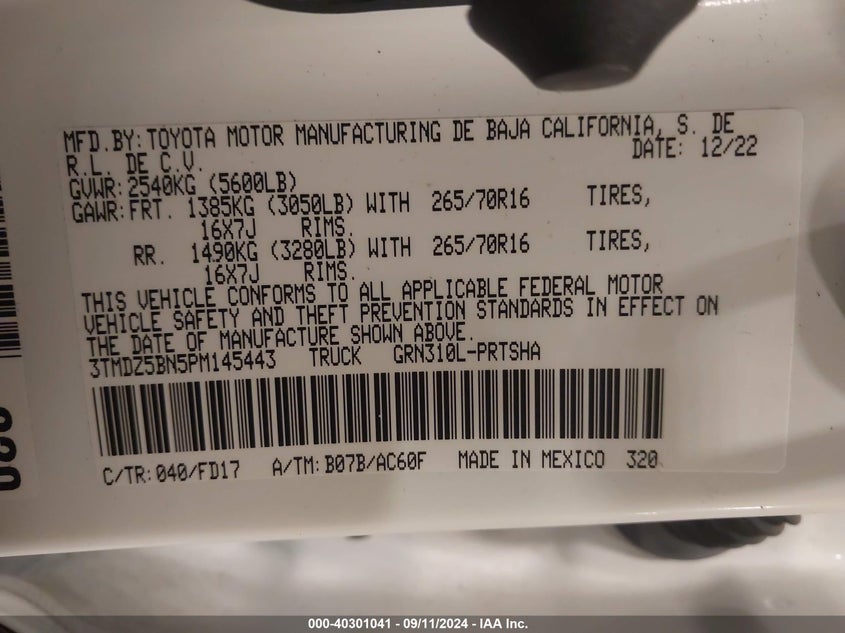 MFD.BY:TOYOTA MOTOR MANUFACTURING DE BAJA CALIFORNIA, S. DE
R.L. DE C.V. DATE: 12/22
GVWR:2540KG (5600LB)
GAWR:FRT. 1385KG (3050LB) WITH 265/70R16 TIRES,
16X7J RIMS.
RR. 1490KG (3280LB) WITH 265/70R16 TIRES,
16X7J RIMS.
THIS VEHICLE CONFORMS TO ALL APPLICABLE FEDERAL MOTOR
VEHICLE SAFETY AND THEFT PREVENTION STANDARDS IN EFFECT ON
THE DATE OF MANUFACTURE SHOWN ABOVE.
3TMDZ5BN5PM145443 TRUCK GRN310L-PRTSHA
C/TR:040/FD17 A/TM:B07B/AC60F MADE IN MEXICO 320
000-40301041 - 09/11/2024 - IAA Inc.